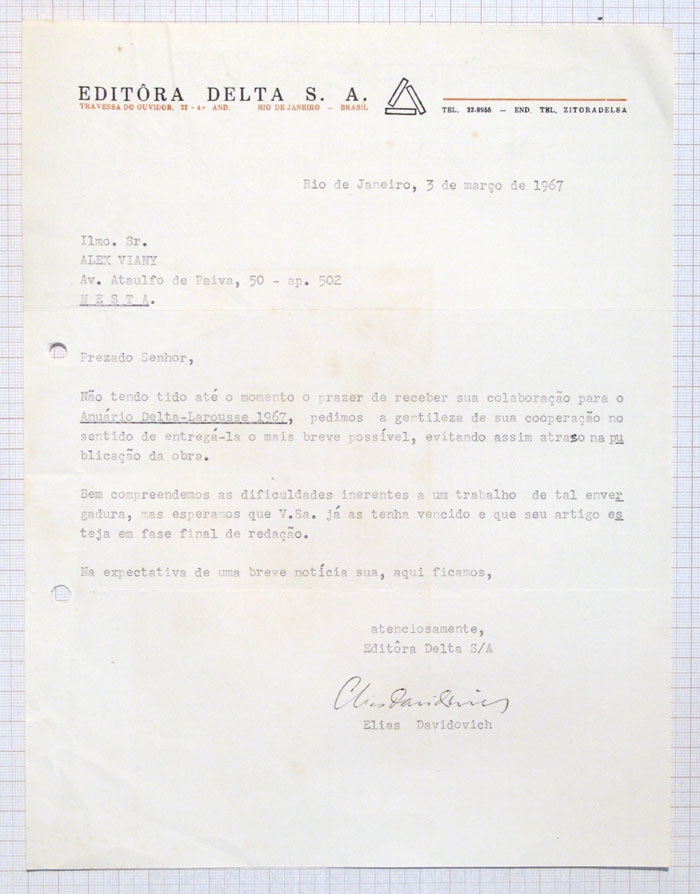 EDITÔRA DELTA S. A.
TRAVESSA DO OUVIDOR, 22 - 4.º AND. RIO DE JANEIRO — BRASIL
TEL. 22-9955 — END. TEL. ZITORADELSA
Rio de Janeiro, 3 de março de 1967
Ilmo. Sr.
ALEX VIANY
Av. Ataulfo de Paiva, 50 - ap. 502
N E S T A.
Prezado Senhor,
Não tendo tido até o momento o prazer de receber sua colaboração para o
Anuário Delta-Larousse 1967, pedimos a gentileza de sua cooperação no
sentido de entregá-la o mais breve possível, evitando assim atraso na pu
blicação da obra.
Bem compreendemos as dificuldades inerentes a um trabalho de tal enver
gadura, mas esperamos que V.Sa. já as tenha vencido e que seu artigo es
teja em fase final de redação.
Na expectativa de uma breve notícia sua, aqui ficamos,
atenciosamente,
Editôra Delta S/A
Elias Davidovich
Elias Davidovich